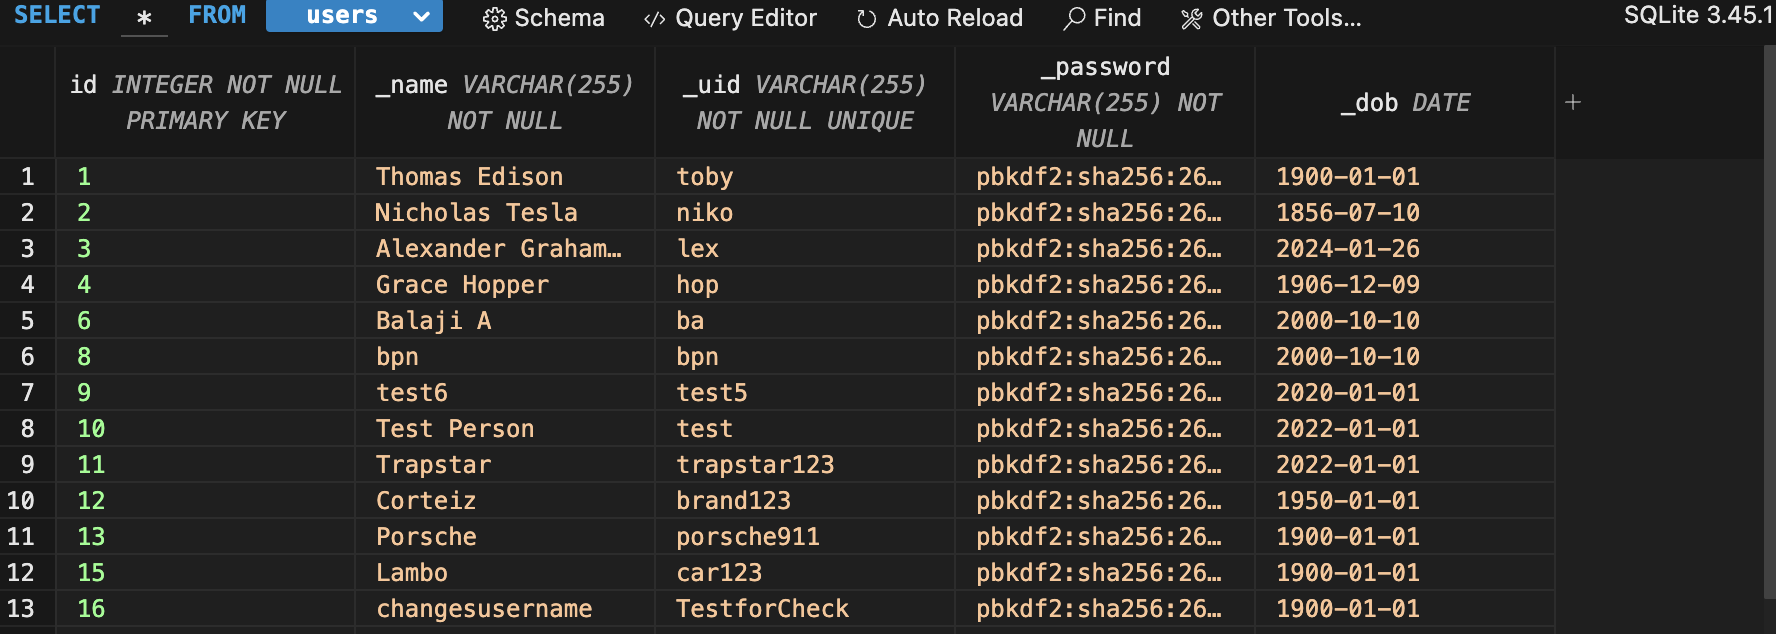 SELECT * FROM users Schema Query Editor Auto Reload Find Other Tools... SQLite 3.45.1
id INTEGER NOT NULL PRIMARY KEY
_name VARCHAR(255) NOT NULL
_uid VARCHAR(255) NOT NULL UNIQUE
_password VARCHAR(255) NOT NULL
_dob DATE
+
1 1 Thomas Edison toby pbkdf2:sha256:26… 1900-01-01
2 2 Nicholas Tesla niko pbkdf2:sha256:26… 1856-07-10
3 3 Alexander Graham… lex pbkdf2:sha256:26… 2024-01-26
4 4 Grace Hopper hop pbkdf2:sha256:26… 1906-12-09
5 6 Balaji A ba pbkdf2:sha256:26… 2000-10-10
6 8 bpn bpn pbkdf2:sha256:26… 2000-10-10
7 9 test6 test5 pbkdf2:sha256:26… 2020-01-01
8 10 Test Person test pbkdf2:sha256:26… 2022-01-01
9 11 Trapstar trapstar123 pbkdf2:sha256:26… 2022-01-01
10 12 Corteiz brand123 pbkdf2:sha256:26… 1950-01-01
11 13 Porsche porsche911 pbkdf2:sha256:26… 1900-01-01
12 15 Lambo car123 pbkdf2:sha256:26… 1900-01-01
13 16 changesusername TestforCheck pbkdf2:sha256:26… 1900-01-01